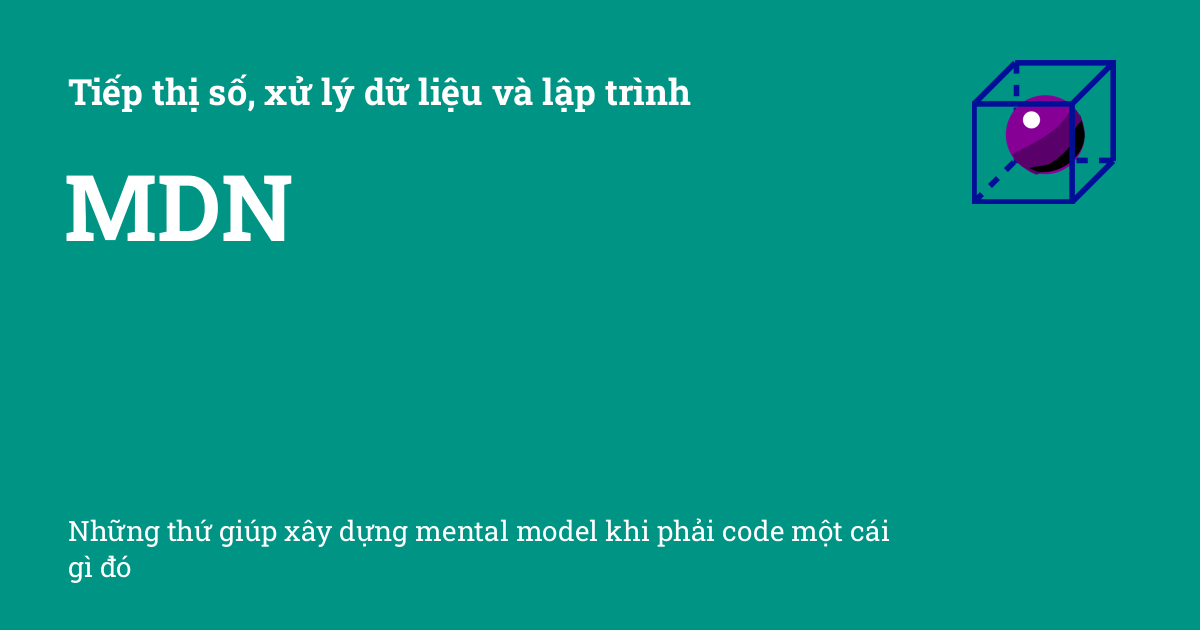 Tiếp thị số, xử lý dữ liệu và lập trình
MDN
Những thứ giúp xây dựng mental model khi phải code một cái
gì đó